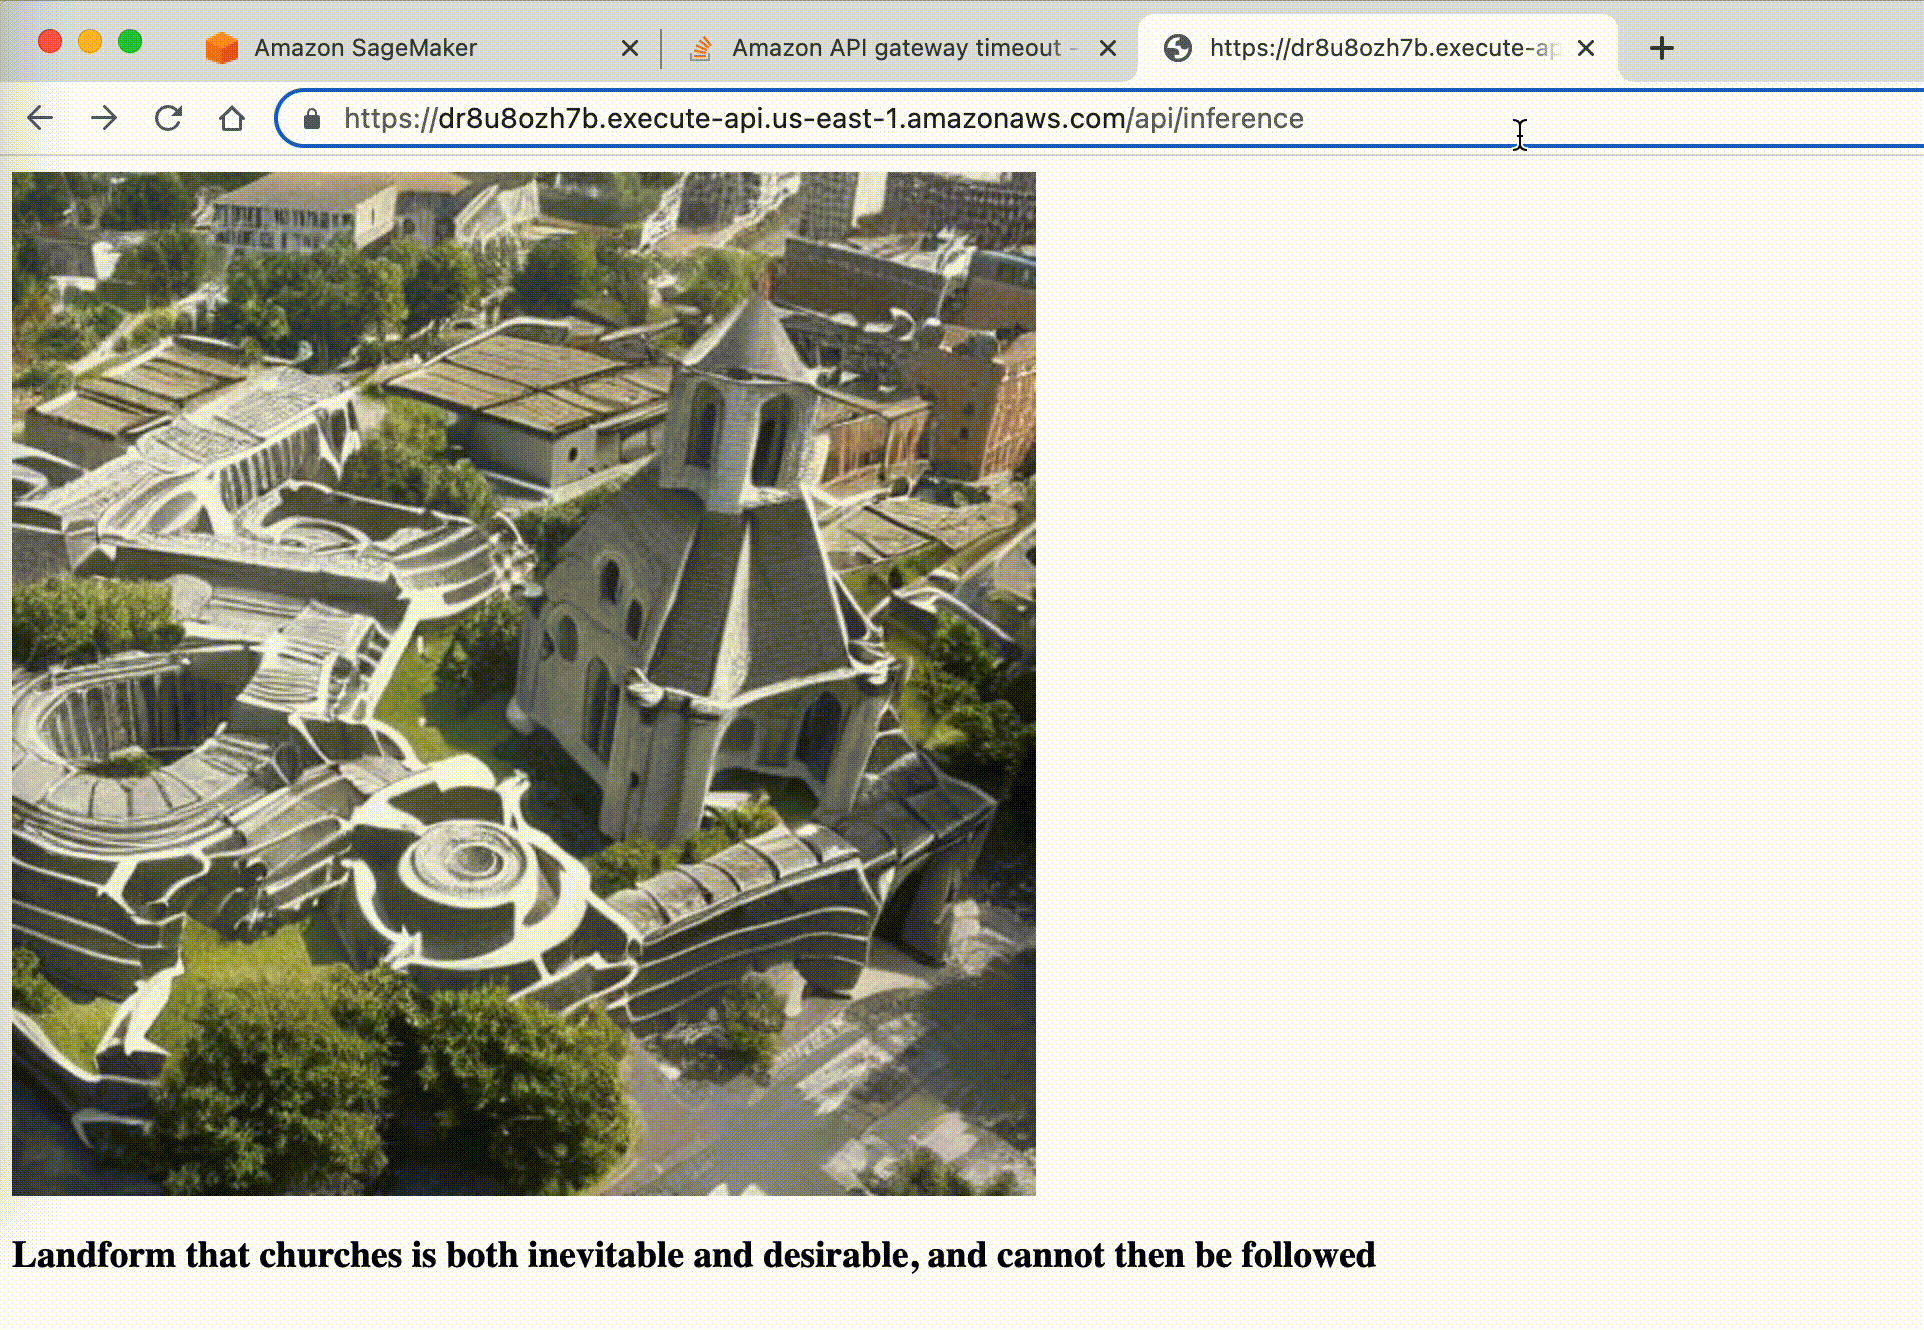 Amazon SageMaker
Amazon API gateway timeout -
https://dr8u8ozh7b.execute-ap
https://dr8u8ozh7b.execute-api.us-east-1.amazonaws.com/api/inference
Landform that churches is both inevitable and desirable, and cannot then be followed